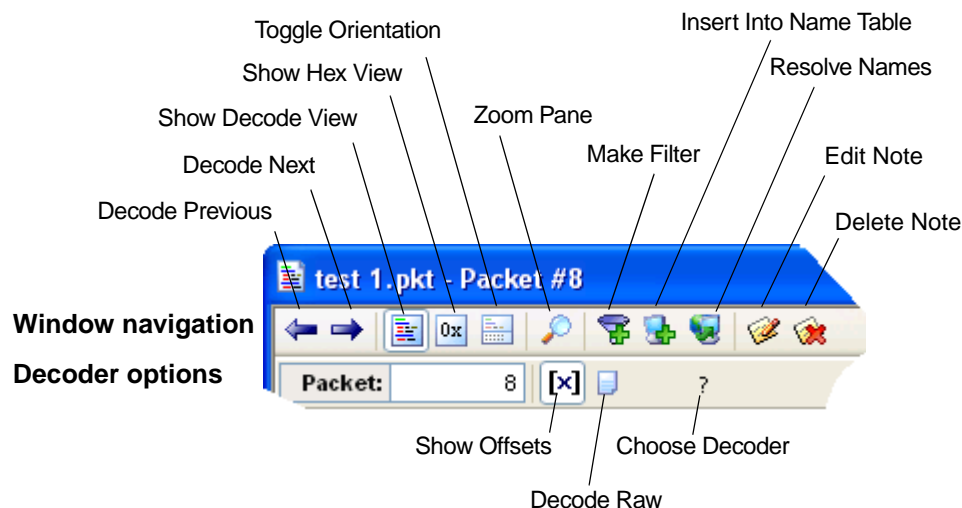 Insert Into Name Table
Toggle Orientation
Show Hex View
Resolve Names
Show Decode View
Zoom Pane
Make Filter
Edit Note
Decode Next
Decode Previous
Delete Note
test 1.pkt - Packet #8
Window navigation
0x
Decoder options
Packet: 8 [x] ?
Show Offsets
Choose Decoder
Decode Raw